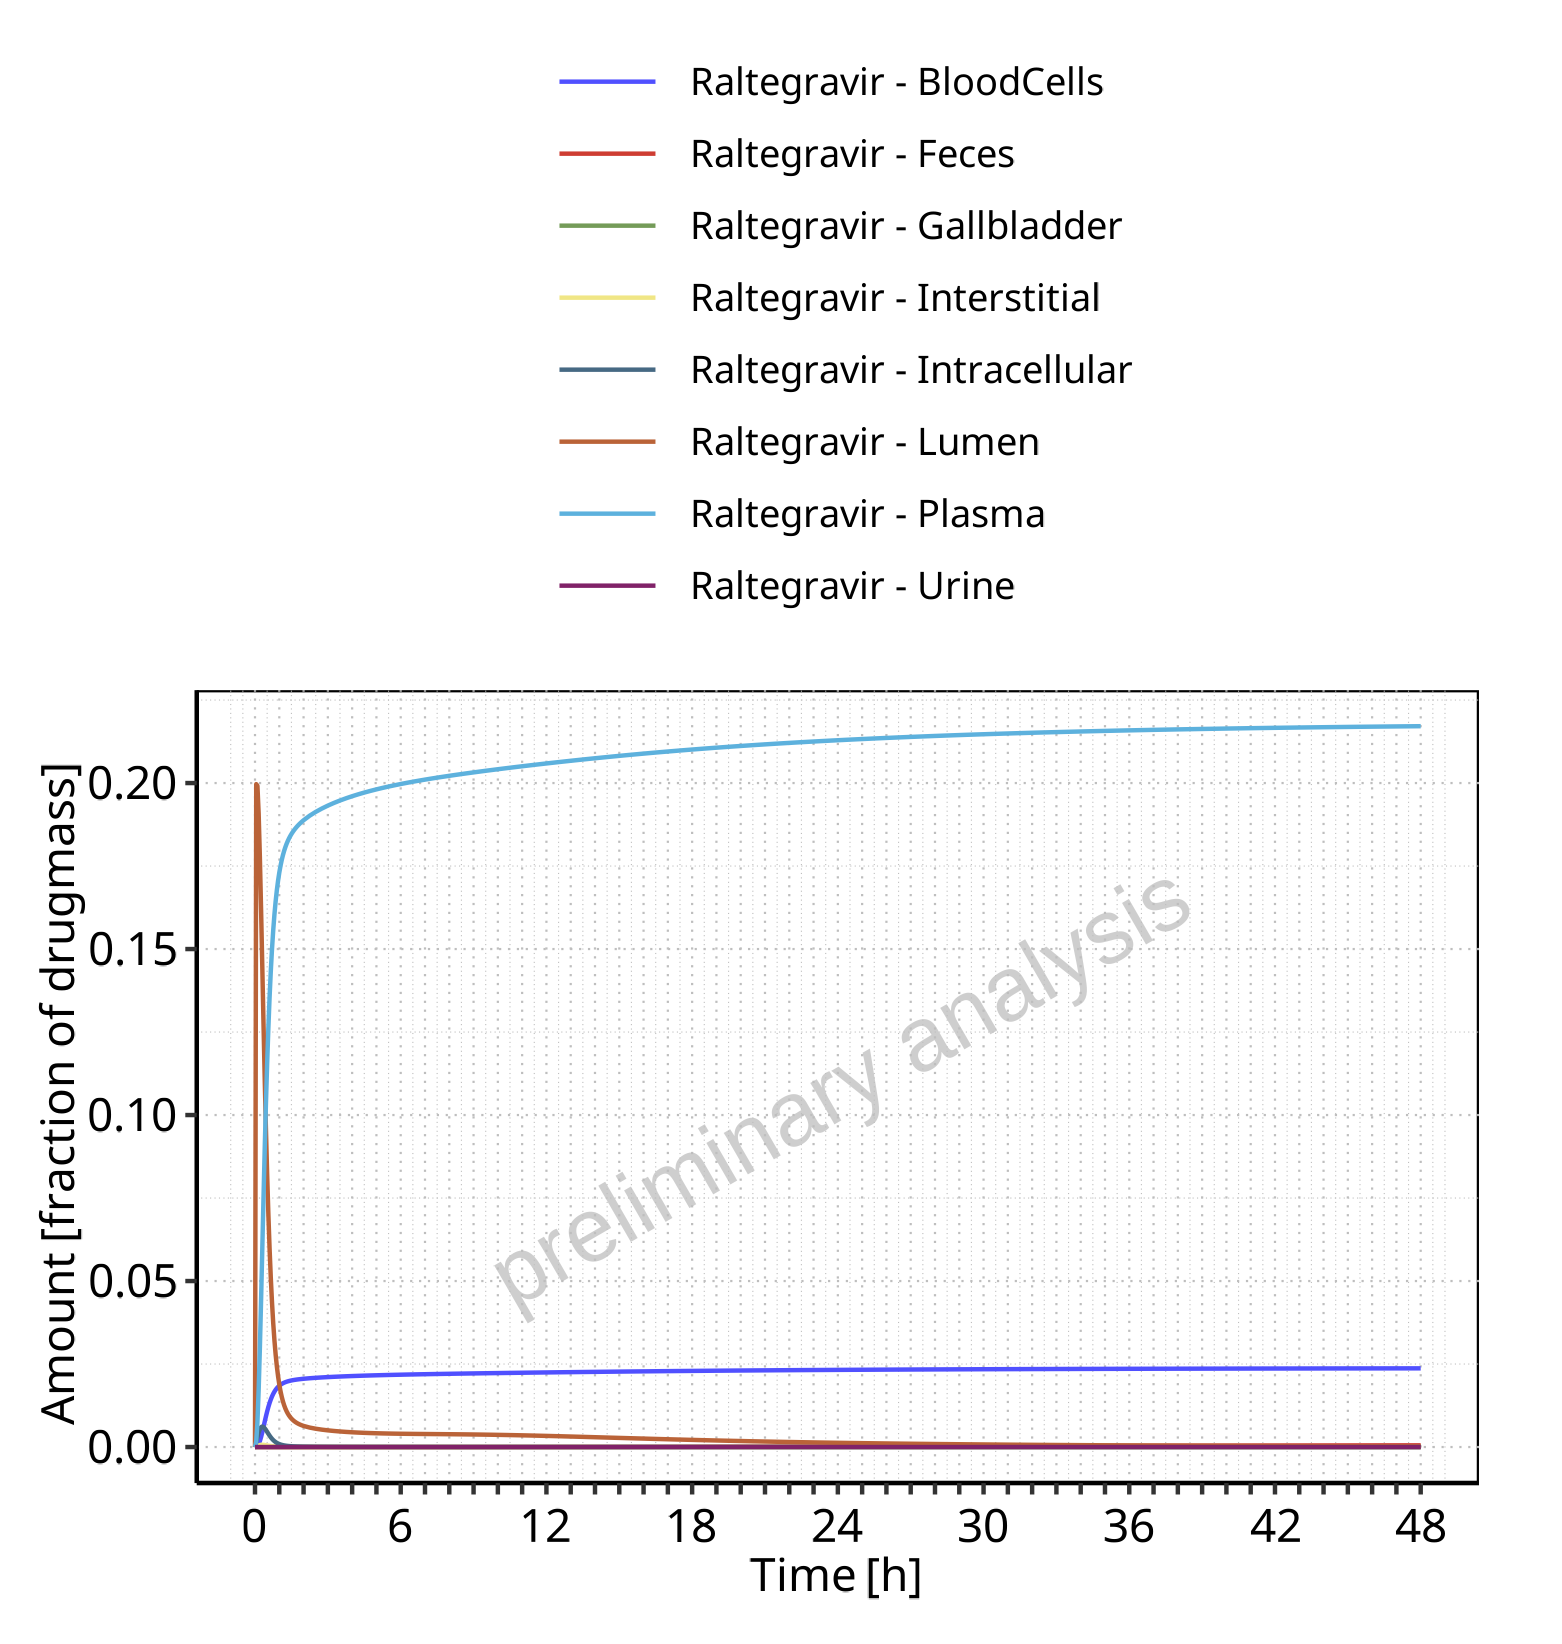 Raltegravir - BloodCells
Raltegravir - Feces
Raltegravir - Gallbladder
Raltegravir - Interstitial
Raltegravir - Intracellular
Raltegravir - Lumen
Raltegravir - Plasma
Raltegravir - Urine
Amount [fraction of drugmass]
0.20
0.15
0.10
0.05
0.00
preliminary analysis
0 6 12 18 24 30 36 42 48
Time [h]